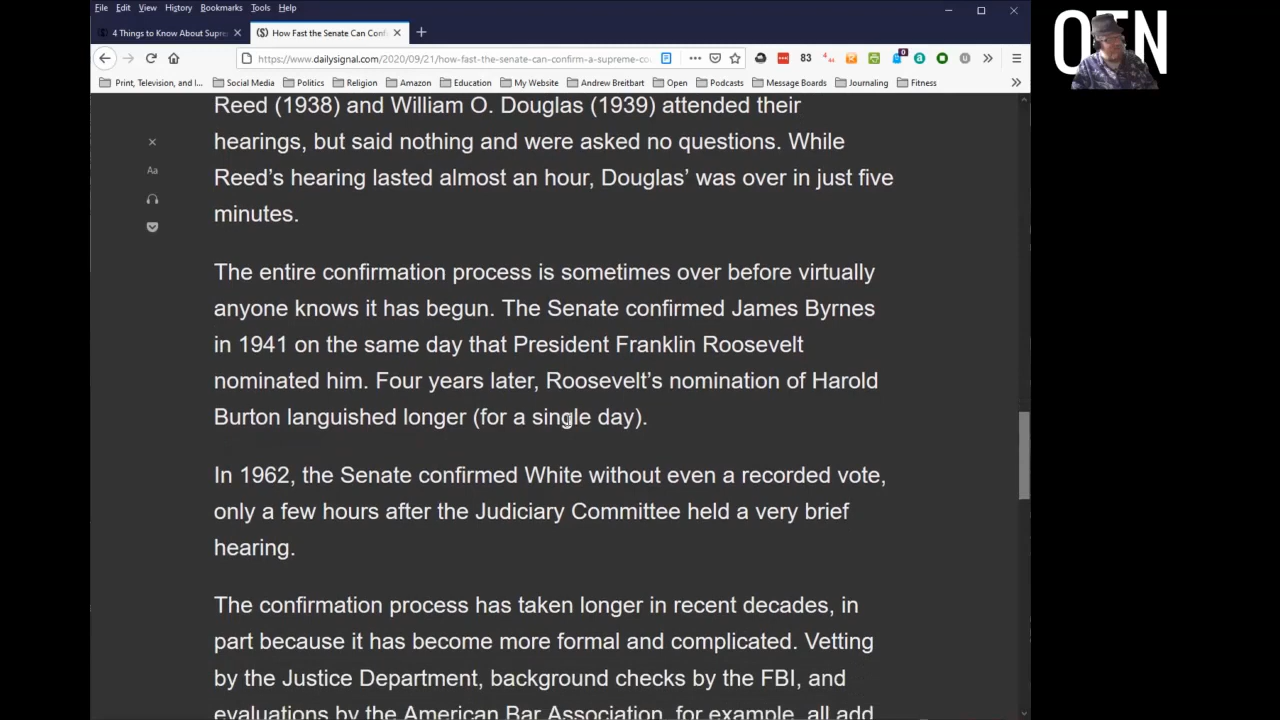 File Edit View History Bookmarks Tools Help
4 Things to Know About Supre
How Fast the Senate Can Conf
https://www.dailysignal.com/2020/09/21/how-fast-the-senate-can-confirm-a-supreme-co
83
0
Print, Television, and I... Social Media Politics Religion Amazon Education My Website Andrew Breitbart Open Podcasts Message Boards Journaling Fitness
Aa
Reed (1938) and William O. Douglas (1939) attended their
hearings, but said nothing and were asked no questions. While
Reed’s hearing lasted almost an hour, Douglas’ was over in just five
minutes.
The entire confirmation process is sometimes over before virtually
anyone knows it has begun. The Senate confirmed James Byrnes
in 1941 on the same day that President Franklin Roosevelt
nominated him. Four years later, Roosevelt’s nomination of Harold
Burton languished longer (for a single day).
In 1962, the Senate confirmed White without even a recorded vote,
only a few hours after the Judiciary Committee held a very brief
hearing.
The confirmation process has taken longer in recent decades, in
part because it has become more formal and complicated. Vetting
by the Justice Department, background checks by the FBI, and
evaluations by the American Bar Association, for example, all add